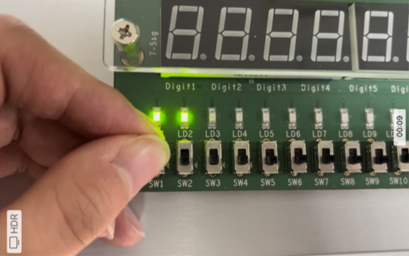 7-Seg
Digit1 Digit2 Digit3 Digit4 Digit5
LD2 LD3 LD4 LD5 LD6 LD7 LD8 LD9
SW1 SW2 SW3 SW4 SW5 SW6 SW7 SW8 SW9 SW10
00:09
HDR